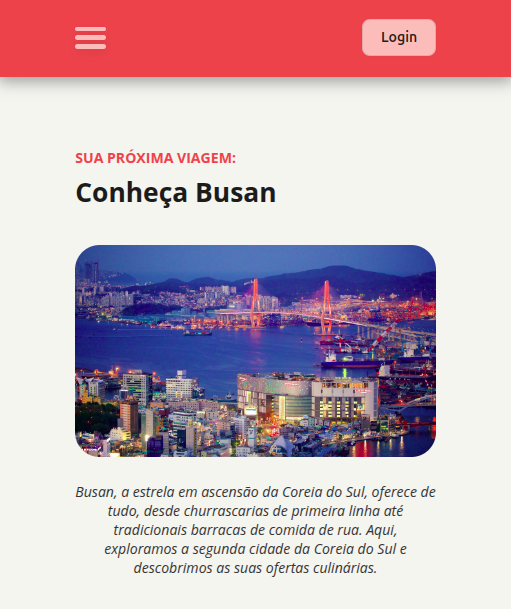 Login
SUA PRÓXIMA VIAGEM:
Conheça Busan
Busan, a estrela em ascensão da Coreia do Sul, oferece de
tudo, desde churrascarias de primeira linha até
tradicionais barracas de comida de rua. Aqui,
exploramos a segunda cidade da Coreia do Sul e
descobrimos as suas ofertas culinárias.